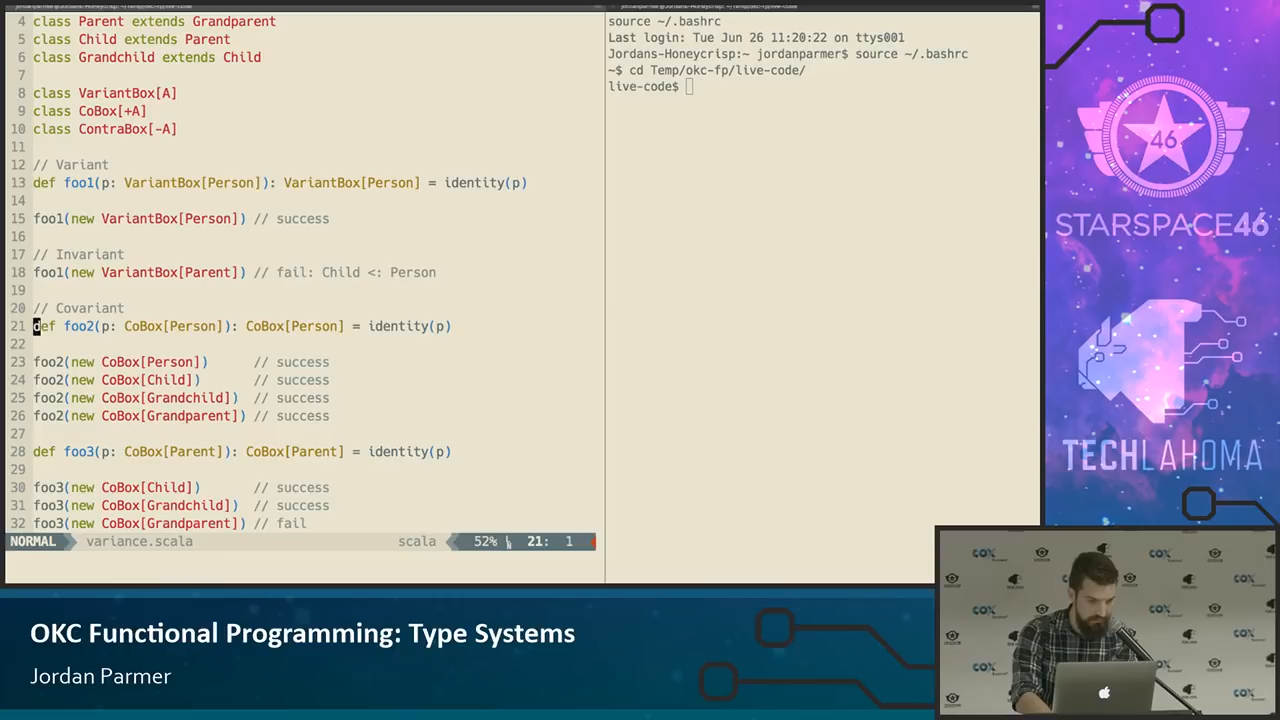 4 class Parent extends Grandparent
5 class Child extends Parent
6 class Grandchild extends Child
7
8 class VariantBox[A]
9 class CoBox[+A]
10 class ContraBox[-A]
11
12 // Variant
13 def foo1(p: VariantBox[Person]): VariantBox[Person] = identity(p)
14
15 foo1(new VariantBox[Person]) // success
16
17 // Invariant
18 foo1(new VariantBox[Parent]) // fail: Child <: Person
19
20 // Covariant
21 def foo2(p: CoBox[Person]): CoBox[Person] = identity(p)
22
23 foo2(new CoBox[Person]) // success
24 foo2(new CoBox[Child]) // success
25 foo2(new CoBox[Grandchild]) // success
26 foo2(new CoBox[Grandparent]) // success
27
28 def foo3(p: CoBox[Parent]): CoBox[Parent] = identity(p)
29
30 foo3(new CoBox[Child]) // success
31 foo3(new CoBox[Grandchild]) // success
32 foo3(new CoBox[Grandparent]) // fail
NORMAL variance.scala scala 52% 21: 1
source ~/.bashrc
Last login: Tue Jun 26 11:20:22 on ttys001
Jordans-Honeycrisp:~ jordanparmer$ source ~/.bashrc
~$ cd Temp/okc-fp/live-code/
live-code$
46
STARSPACE46
TECHLAHOMA
COX
COX
COX
COX
COX
COX
OKC Functional Programming: Type Systems
Jordan Parmer